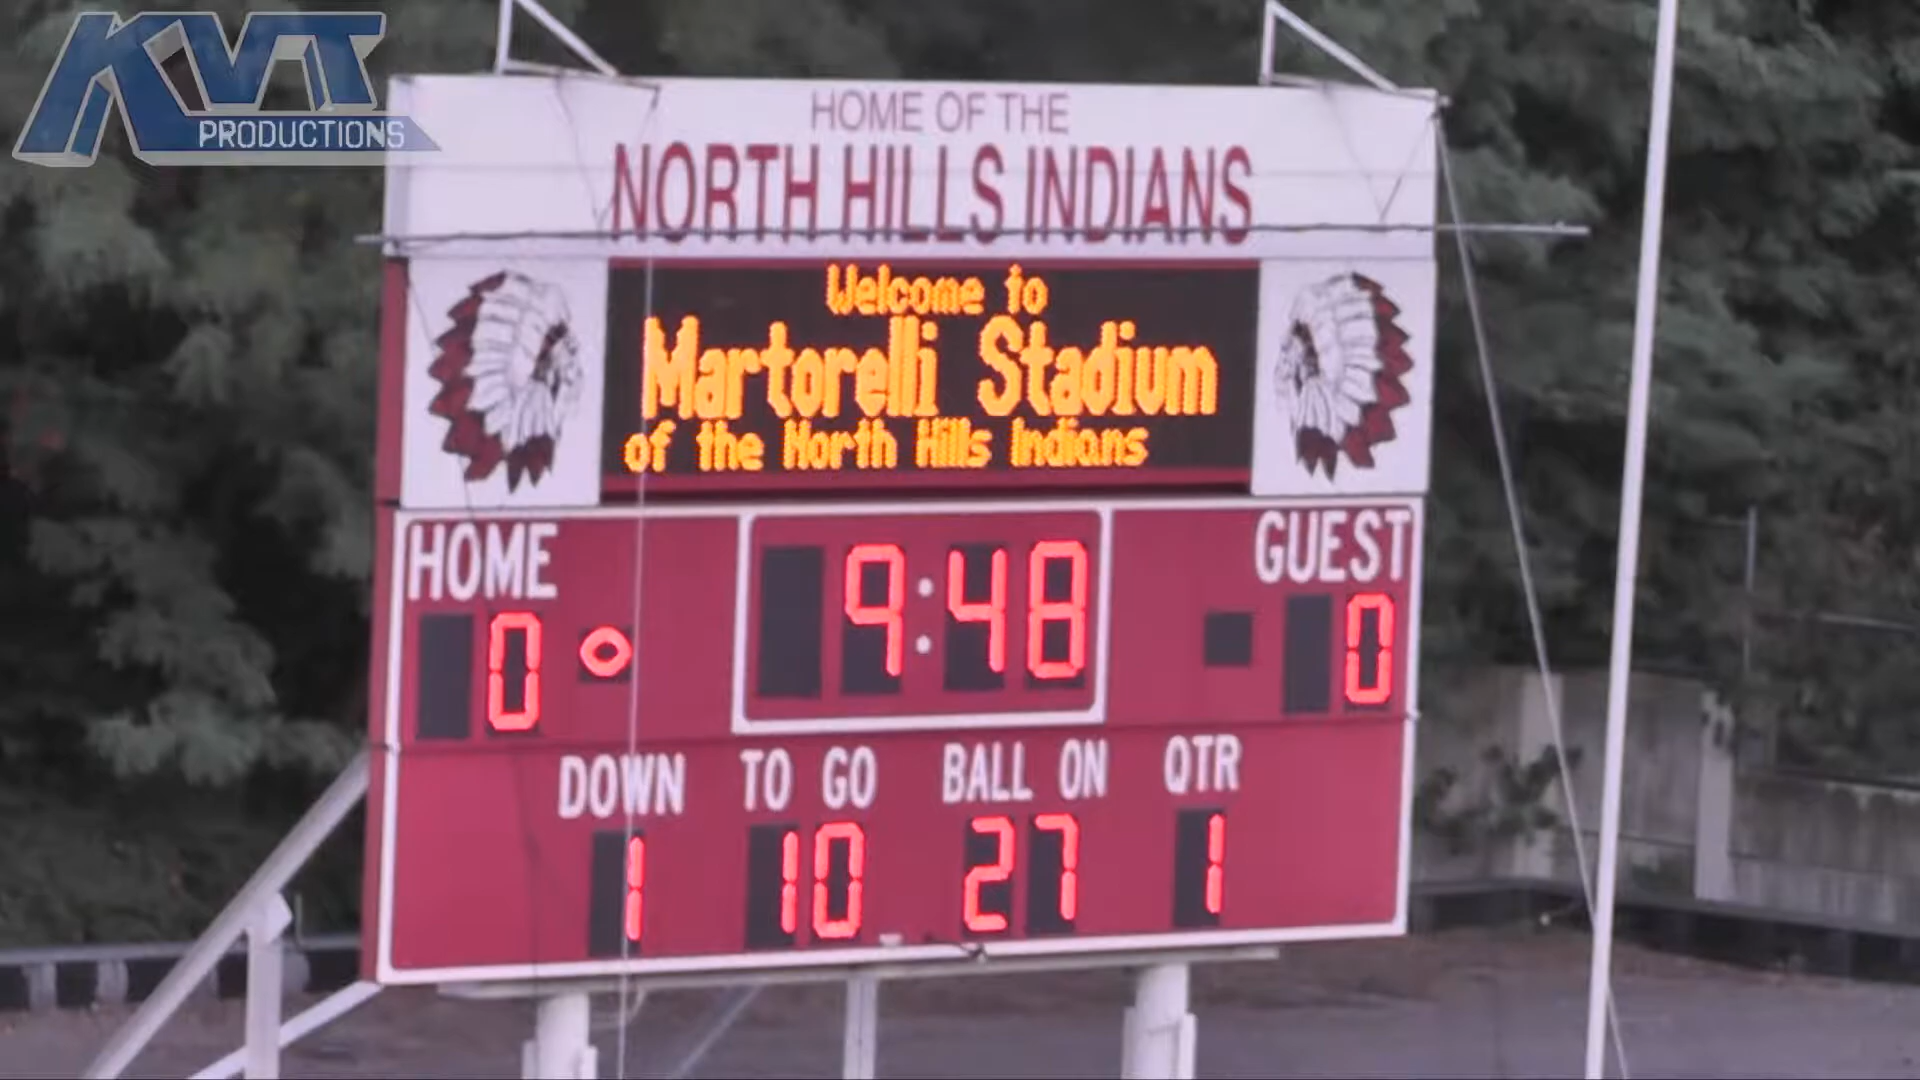 KVT
PRODUCTIONS
HOME OF THE
NORTH HILLS INDIANS
Welcome to
Martorelli Stadium
of the North Hills Indians
HOME
9:48
GUEST
0
0
DOWN TO GO BALL ON QTR
1 10 27 1